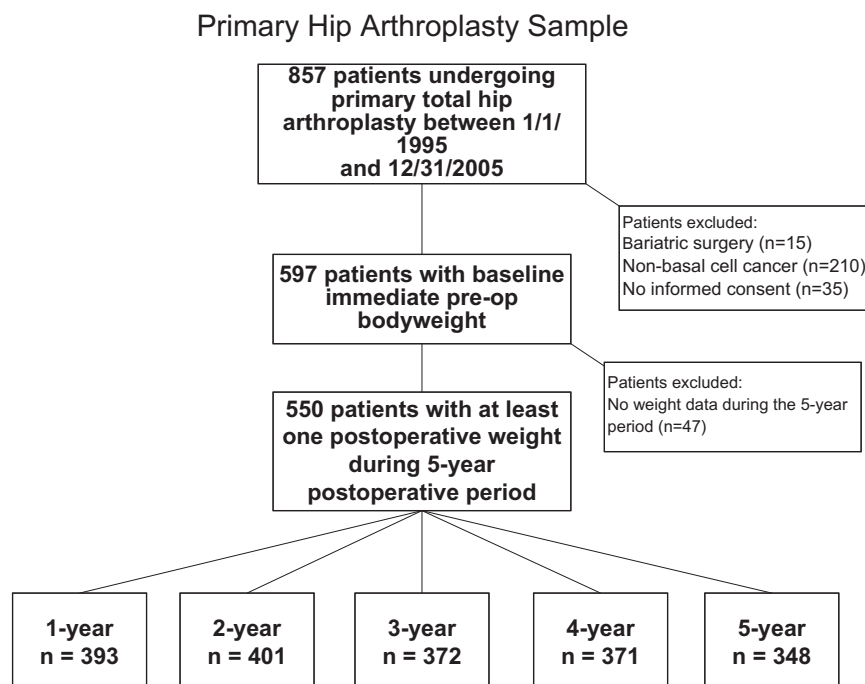 Primary Hip Arthroplasty Sample
857 patients undergoing
primary total hip
arthroplasty between 1/1/
1995
and 12/31/2005
Patients excluded:
Bariatric surgery (n=15)
Non-basal cell cancer (n=210)
No informed consent (n=35)
597 patients with baseline
immediate pre-op
bodyweight
Patients excluded:
No weight data during the 5-year
period (n=47)
550 patients with at least
one postoperative weight
during 5-year
postoperative period
1-year
n = 393
2-year
n = 401
3-year
n = 372
4-year
n = 371
5-year
n = 348